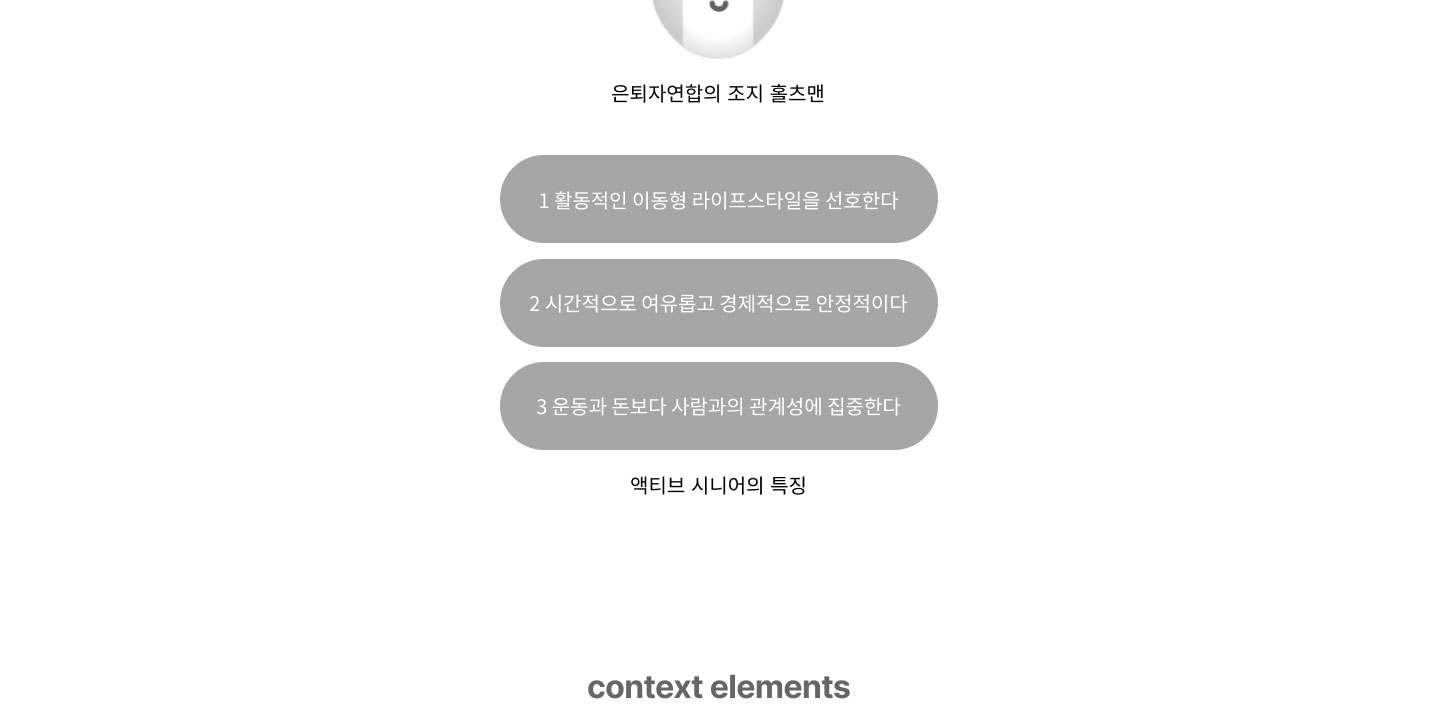 은퇴자연합의 조지 홀츠맨
1 활동적인 이동형 라이프스타일을 선호한다
2 시간적으로 여유롭고 경제적으로 안정적이다
3 운동과 돈보다 사람과의 관계성에 집중한다
액티브 시니어의 특징
context elements